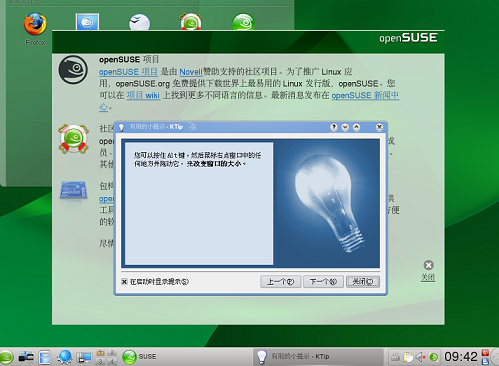 Firefox
openSUSE
openSUSE 项目
openSUSE 项目 是由 Novell赞助支持的社区项目。为了推广 Linux 应
用，openSUSE.org 免费提供下载世界上最易用的 Linux 发行版，openSUSE。您
可以在 项目 wiki 上找到更多不同语言的信息。最新消息发布在 openSUSE 新闻中
心。
社区
员、
其他
有用的小提示 - KTip
您可以按住 Alt 键，然后鼠标右点窗口中的任
何地方并拖动它，来改变窗口的大小。
在启动时显示提示(S)
上一个(P)
下一个(N)
关闭(C)
工具
的软
尽情
关闭
SUSE
有用的小提示 - KTip
09:42